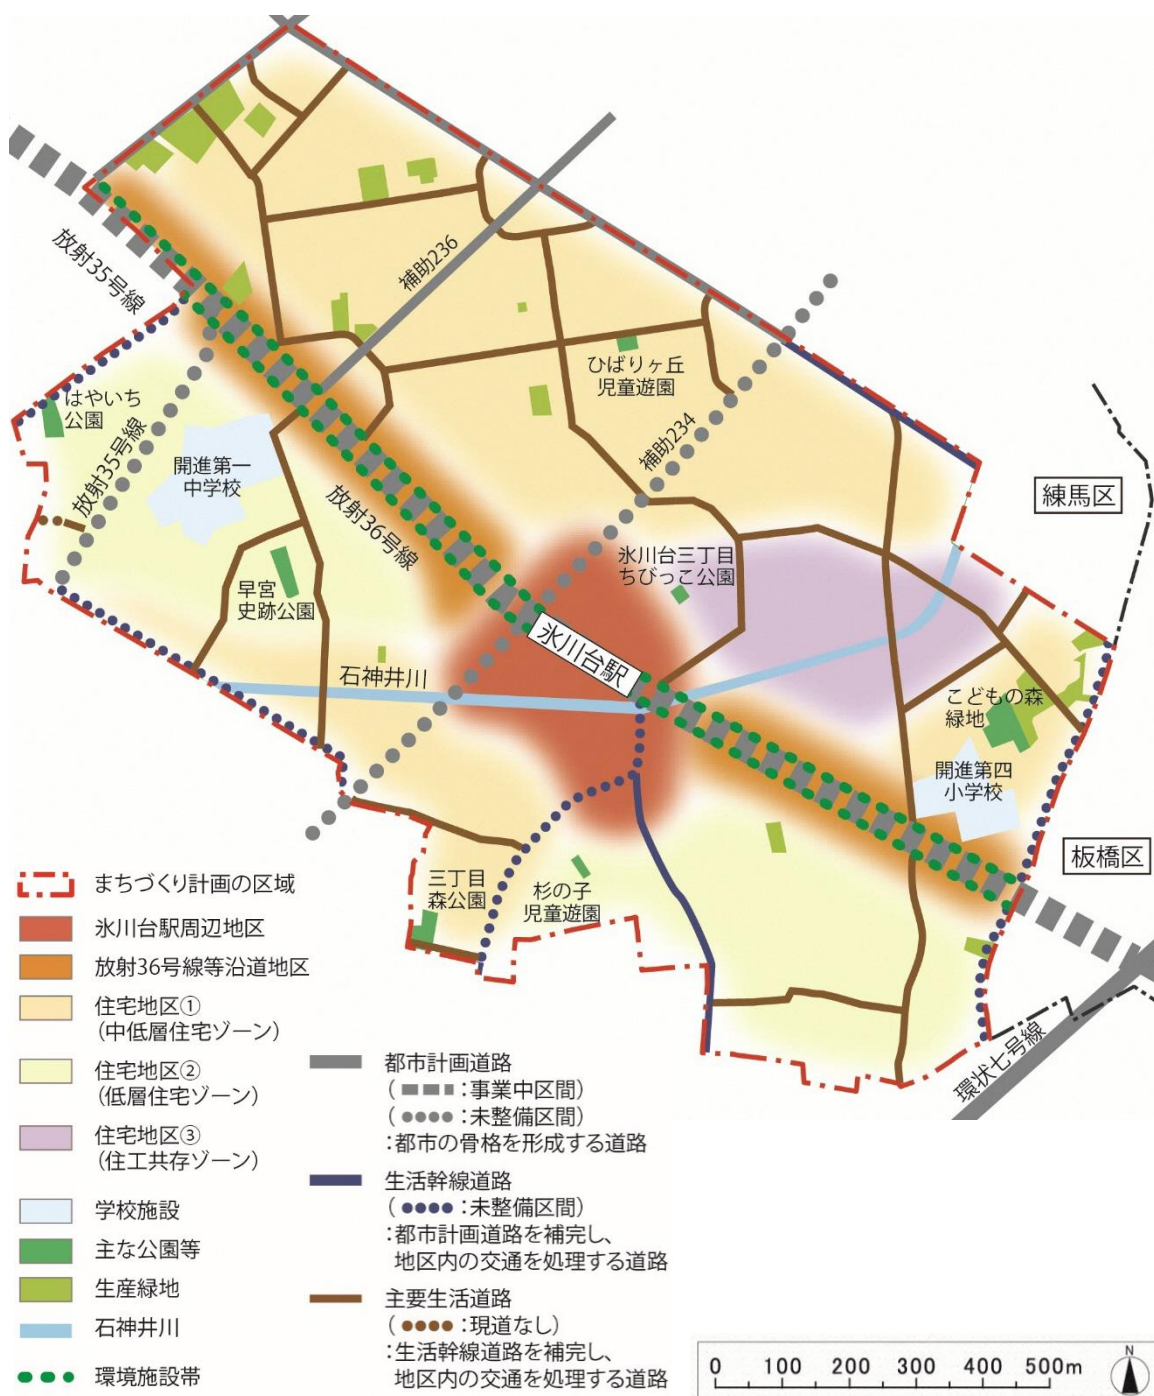 放射35号線
補助236
はやいち
公園
放射35号線
開進第一
中学校
ひばりヶ丘
児童遊園
補助234
練馬区
放射36号線
氷川台三丁目
ちびっこ公園
早宮
史跡公園
氷川台駅
石神井川
こどもの森
緑地
開進第四
小学校
板橋区
三丁目
森公園
杉の子
児童遊園
環状七号線
まちづくり計画の区域
氷川台駅周辺地区
放射36号線等沿道地区
住宅地区①
(中低層住宅ゾーン)
住宅地区②
(低層住宅ゾーン)
住宅地区③
(住工共存ゾーン)
学校施設
主な公園等
生産緑地
石神井川
環境施設帯
都市計画道路
( :事業中区間)
( :未整備区間)
:都市の骨格を形成する道路
生活幹線道路
( :未整備区間)
:都市計画道路を補完し、
地区内の交通を処理する道路
主要生活道路
( :現道なし)
:生活幹線道路を補完し、
地区内の交通を処理する道路
0 100 200 300 400 500m
N